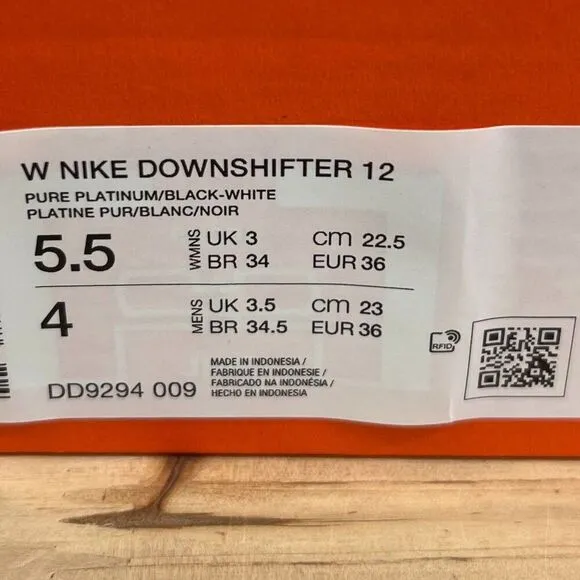 W NIKE DOWNSHIFTER 12
PURE PLATINUM/BLACK-WHITE
PLATINE PUR/BLANC/NOIR
5.5 WMNS UK 3 CM 22.5
BR 34 EUR 36
4 MENS UK 3.5 CM 23
BR 34.5 EUR 36
RFID
MADE IN INDONESIA /
FABRIQUE EN INDONESIE /
FABRICADO NA INDONÉSIA /
HECHO EN INDONESIA
DD9294 009